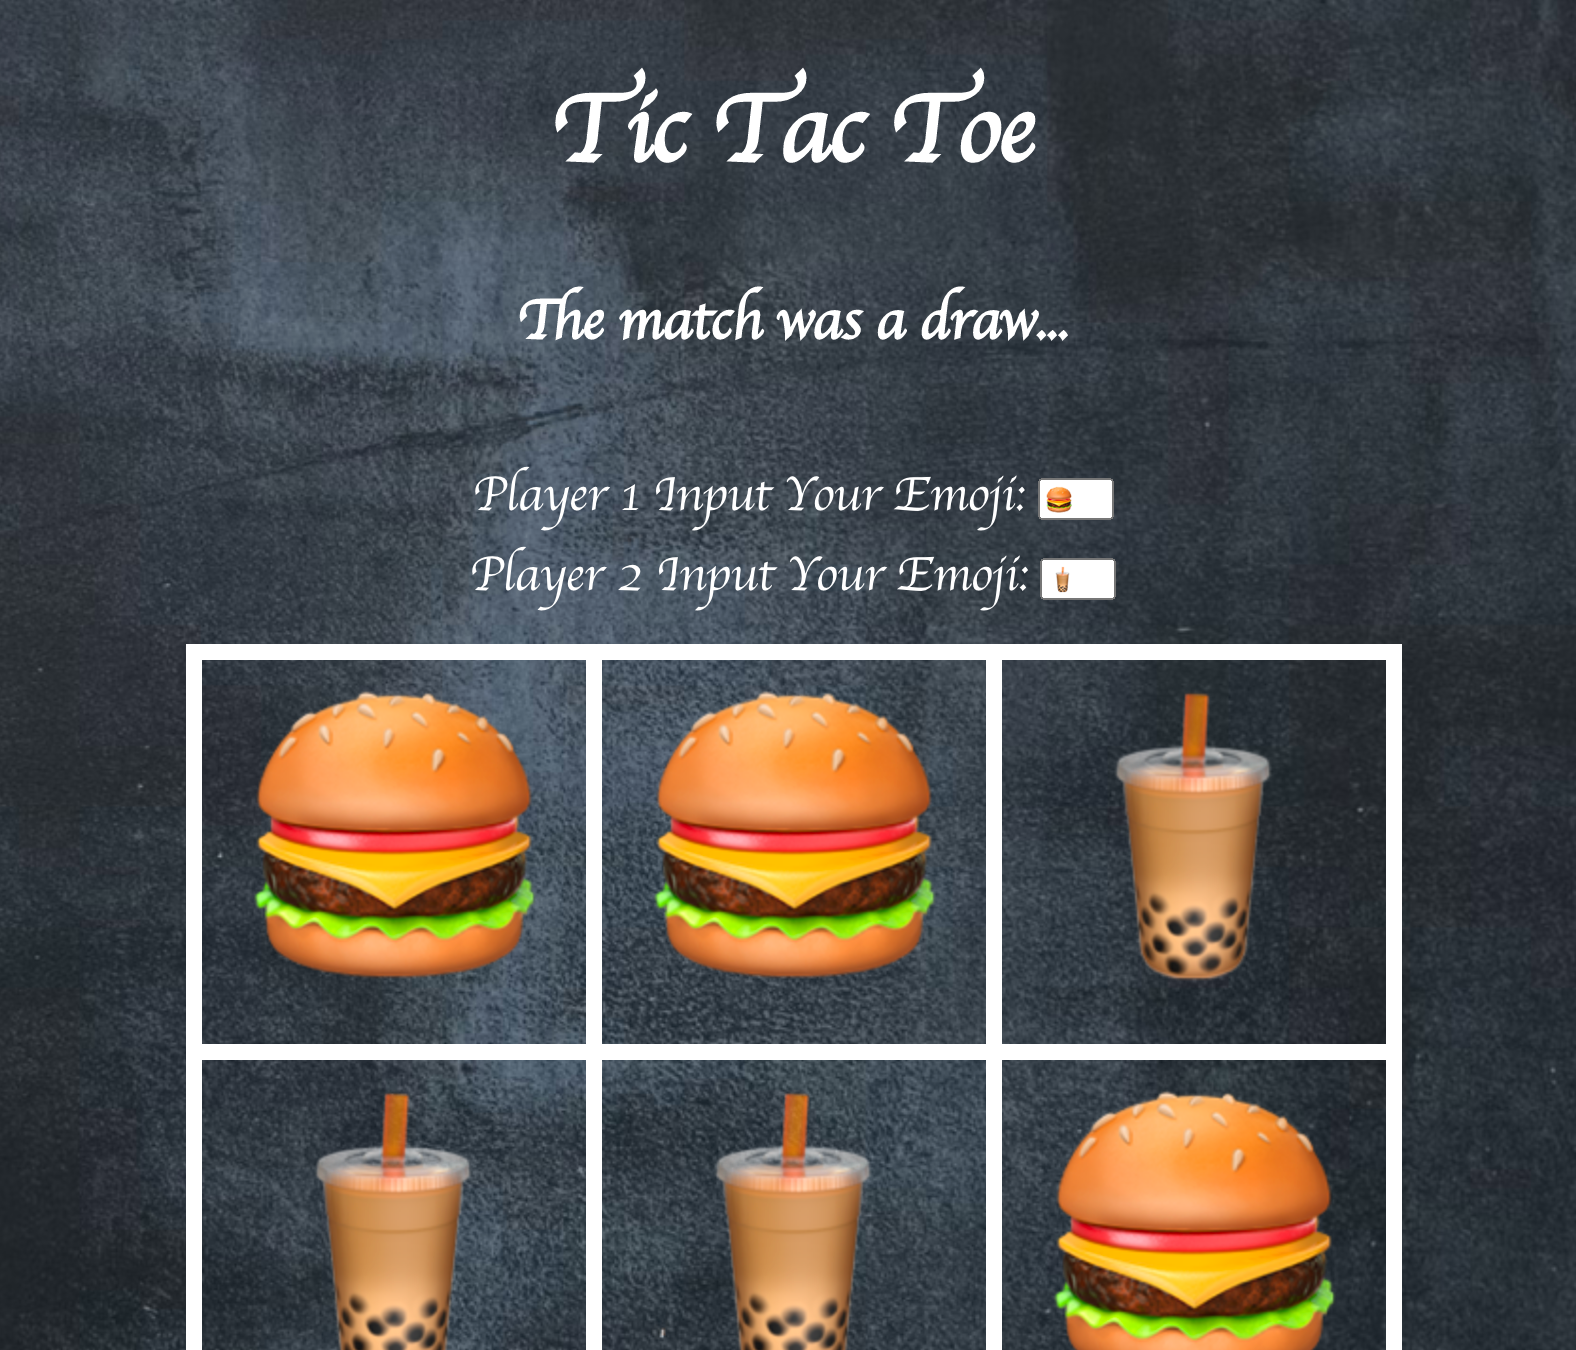 Tic Tac Toe
The match was a draw...
Player 1 Input Your Emoji: 🍔
Player 2 Input Your Emoji: 🧋